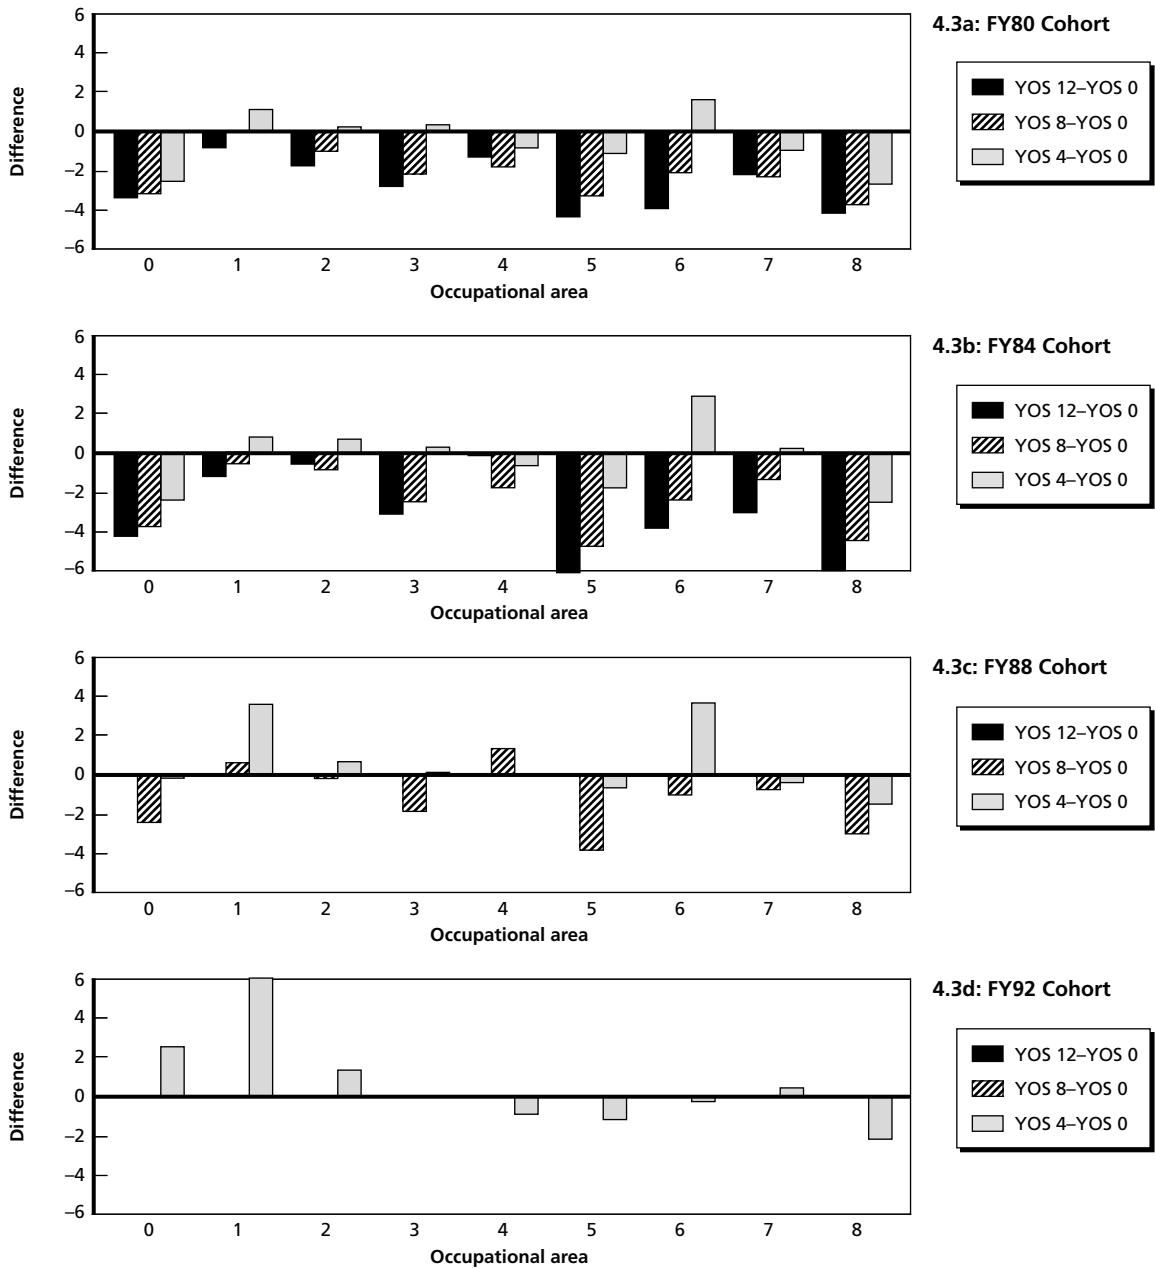 4.3a: FY80 Cohort
Difference
6
4
2
0
–2
–4
–6
0 1 2 3 4 5 6 7 8
Occupational area
YOS 12–YOS 0
YOS 8–YOS 0
YOS 4–YOS 0
4.3b: FY84 Cohort
Difference
6
4
2
0
–2
–4
–6
0 1 2 3 4 5 6 7 8
Occupational area
YOS 12–YOS 0
YOS 8–YOS 0
YOS 4–YOS 0
4.3c: FY88 Cohort
Difference
6
4
2
0
–2
–4
–6
0 1 2 3 4 5 6 7 8
Occupational area
YOS 12–YOS 0
YOS 8–YOS 0
YOS 4–YOS 0
4.3d: FY92 Cohort
Difference
6
4
2
0
–2
–4
–6
0 1 2 3 4 5 6 7 8
Occupational area
YOS 12–YOS 0
YOS 8–YOS 0
YOS 4–YOS 0